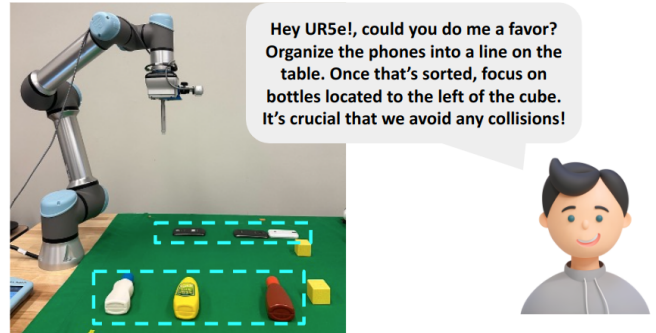 Hey UR5e!, could you do me a favor?
Organize the phones into a line on the
table. Once that's sorted, focus on
bottles located to the left of the cube.
It's crucial that we avoid any collisions!